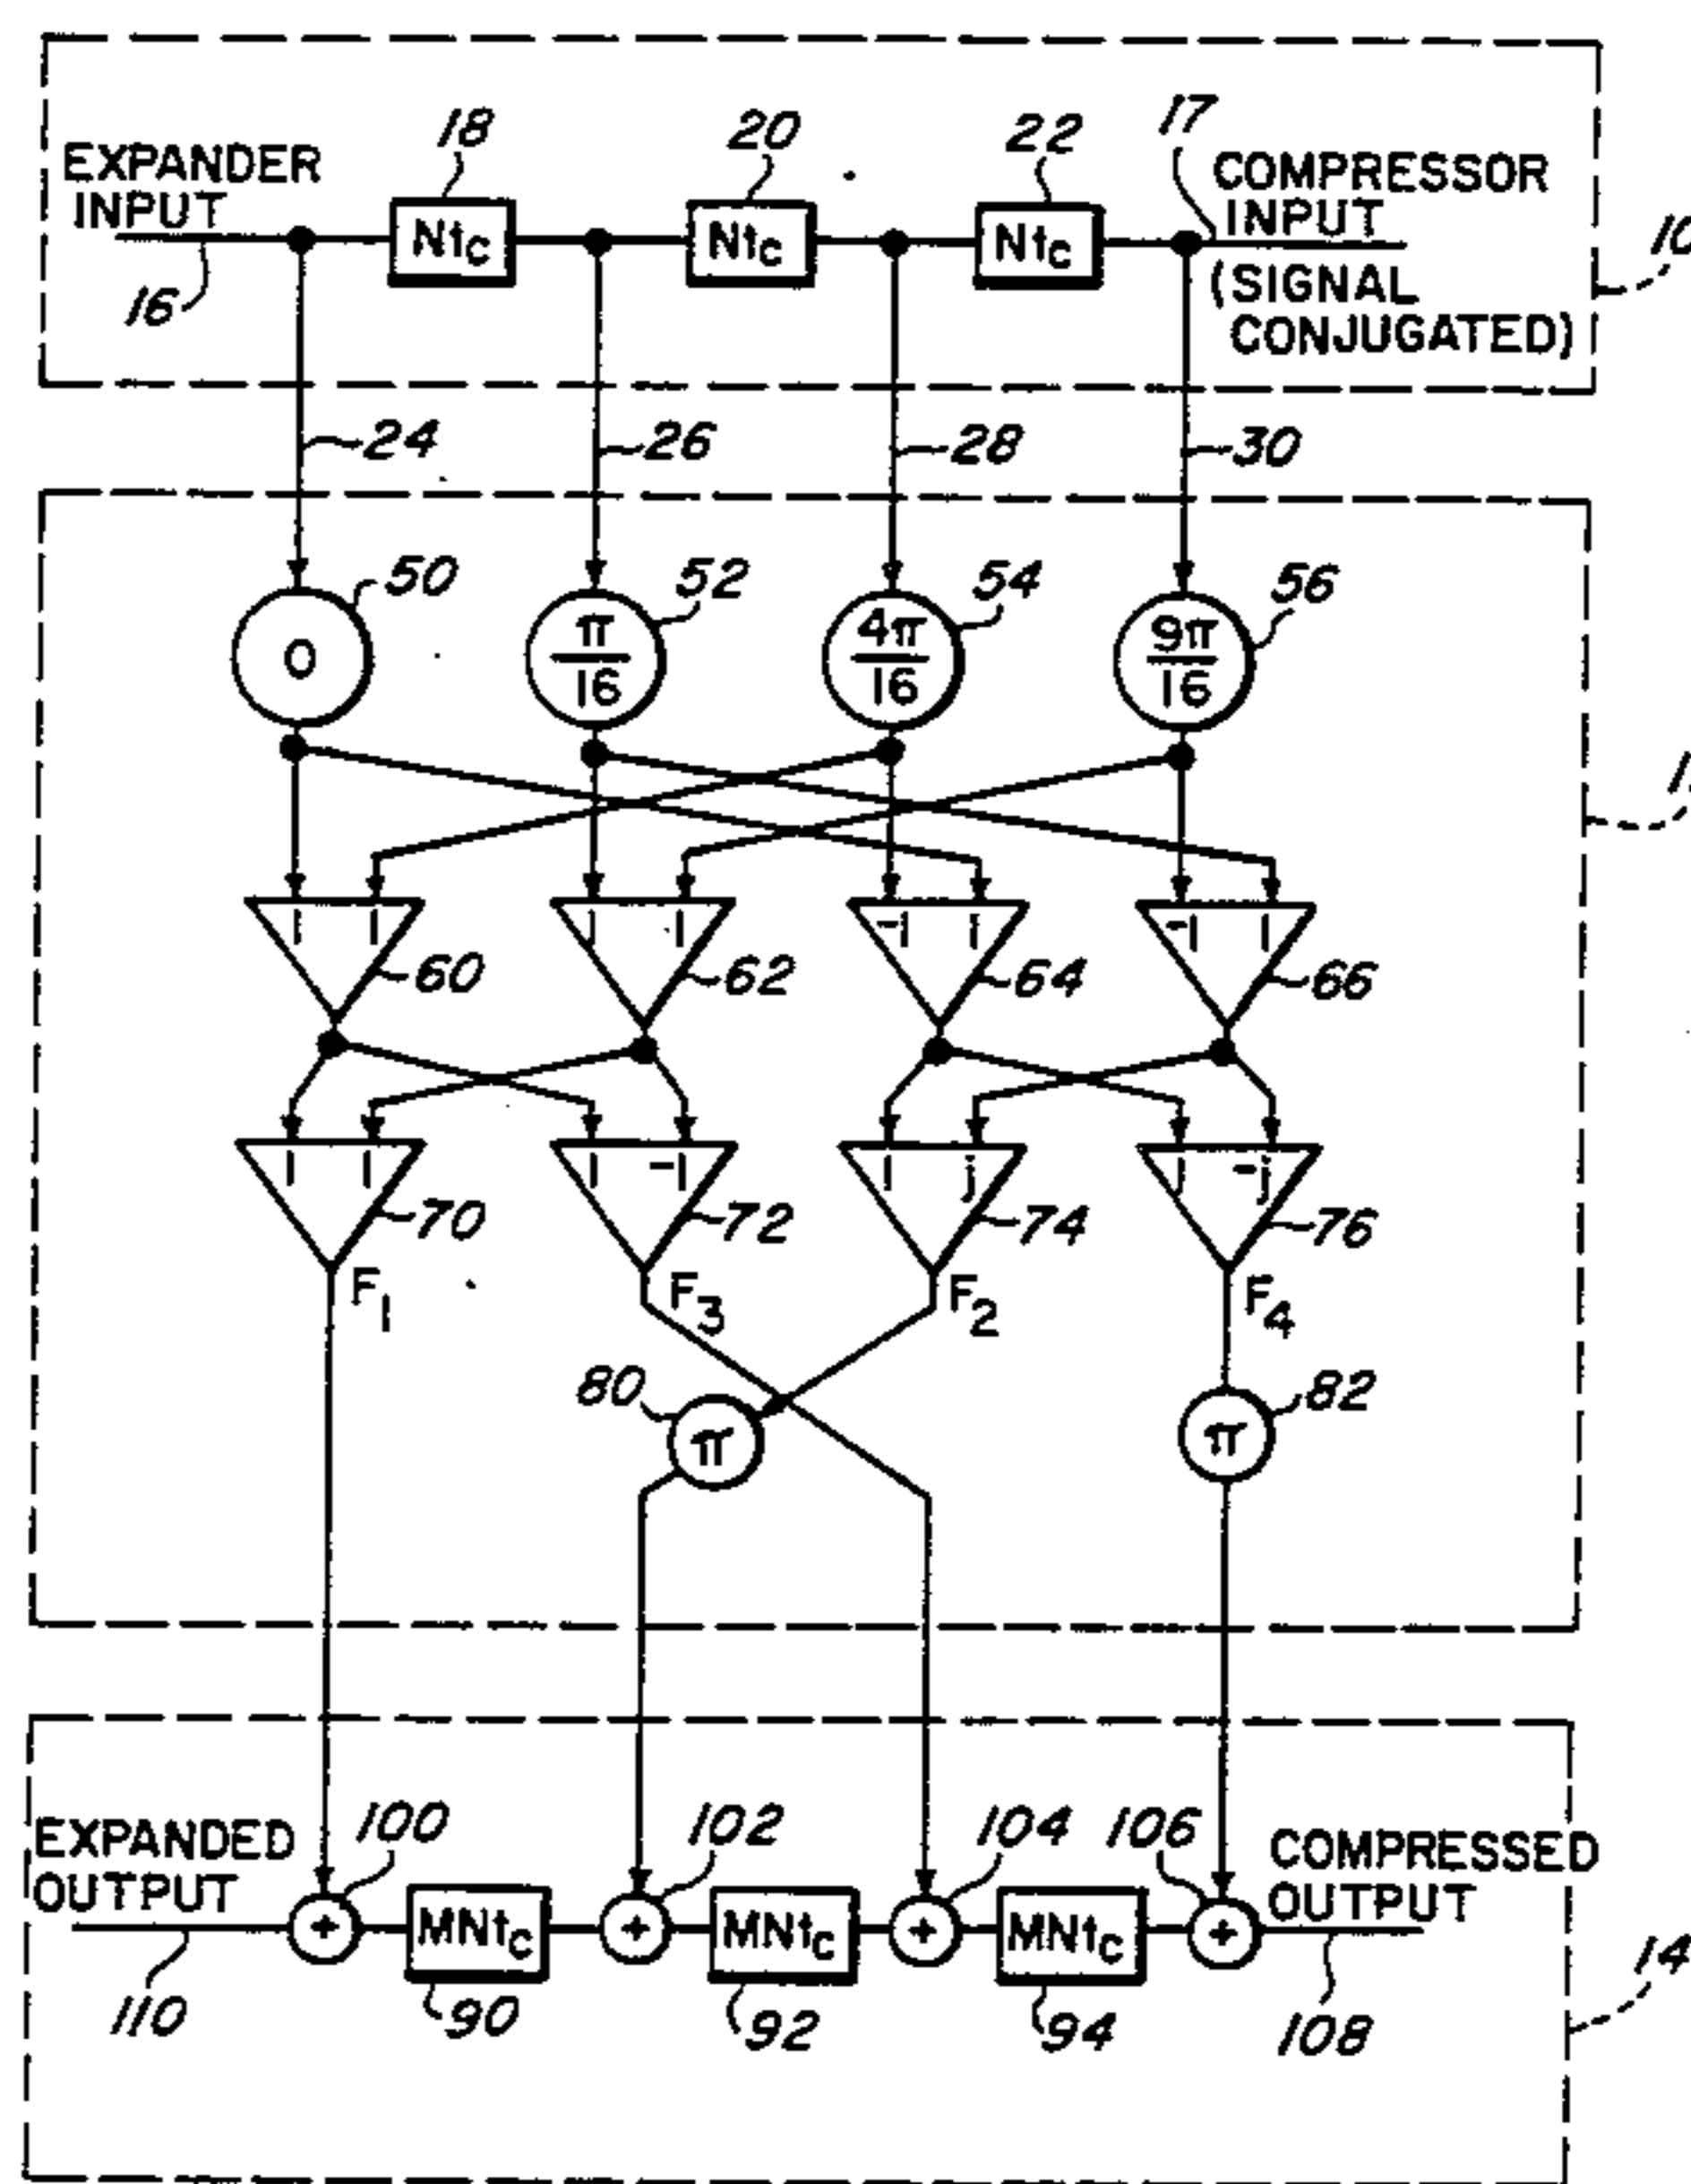 18 20 22 17
EXPANDER
INPUT
Ntc Ntc Ntc
COMPRESSOR
INPUT
(SIGNAL
CONJUGATED)
16
10
24 26 28 30
50 52 54 56
0 π/16 4π/16 9π/16
1 1 1 -1 -1 1 -1 1
60 62 64 66
1 1 1 -1 1 j j -j
70 72 74 76
F1 F3 F2 F4
80 82
π π
100 102 104 106
EXPANDED
OUTPUT
COMPRESSED
OUTPUT
+ MNtc + MNtc + MNtc +
110 90 92 94 108
14